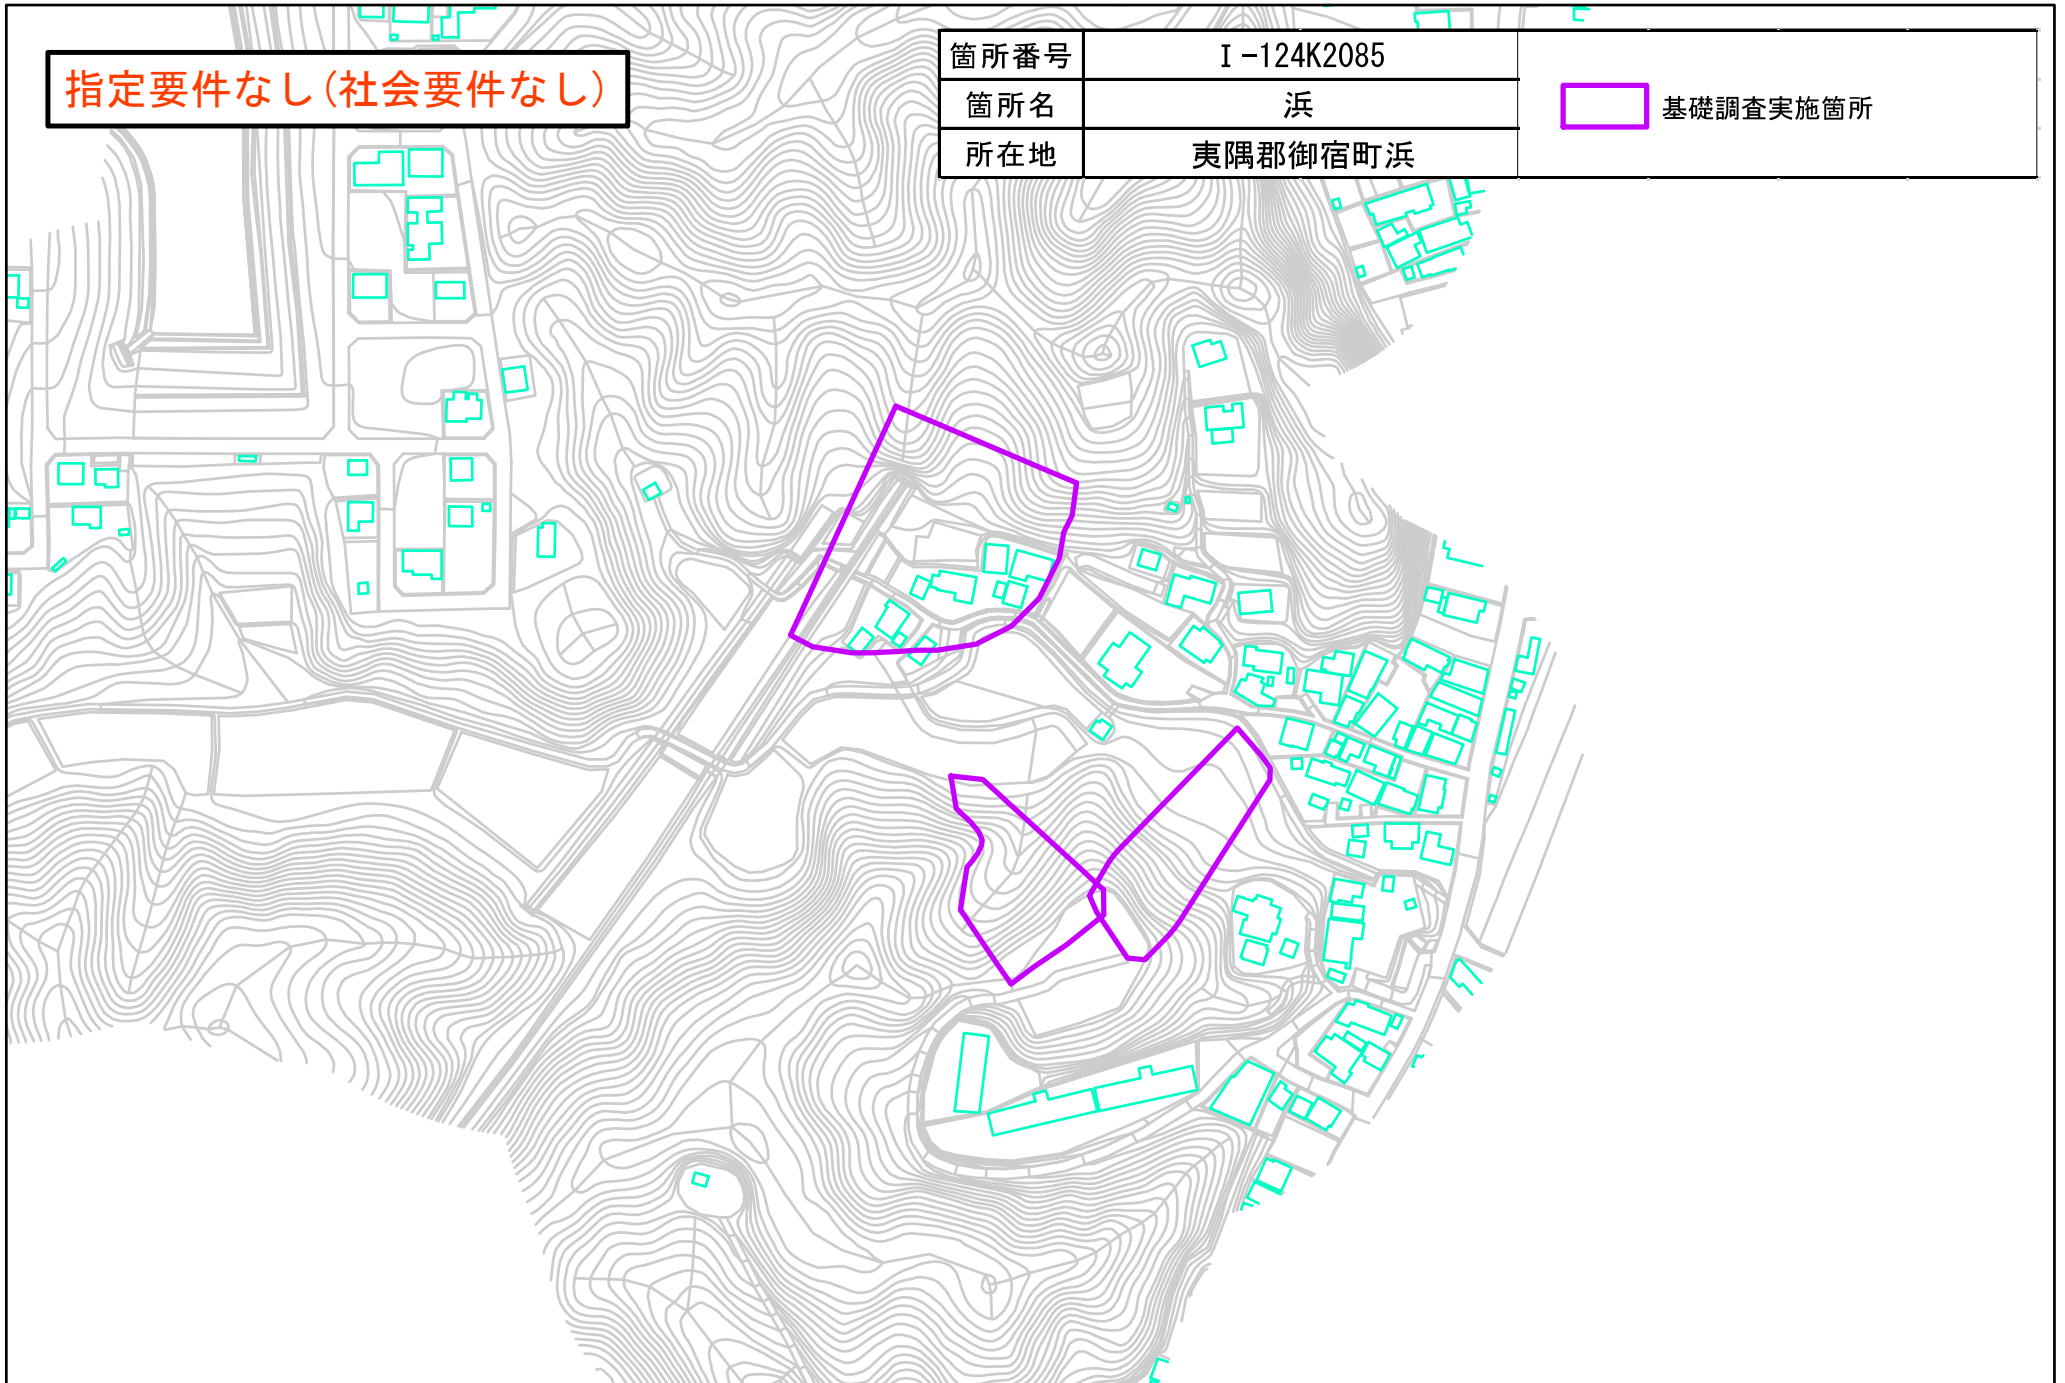 指定要件なし(社会要件なし)
箇所番号 Ⅰ-124K2085
箇所名 浜
所在地 夷隅郡御宿町浜
基礎調査実施箇所